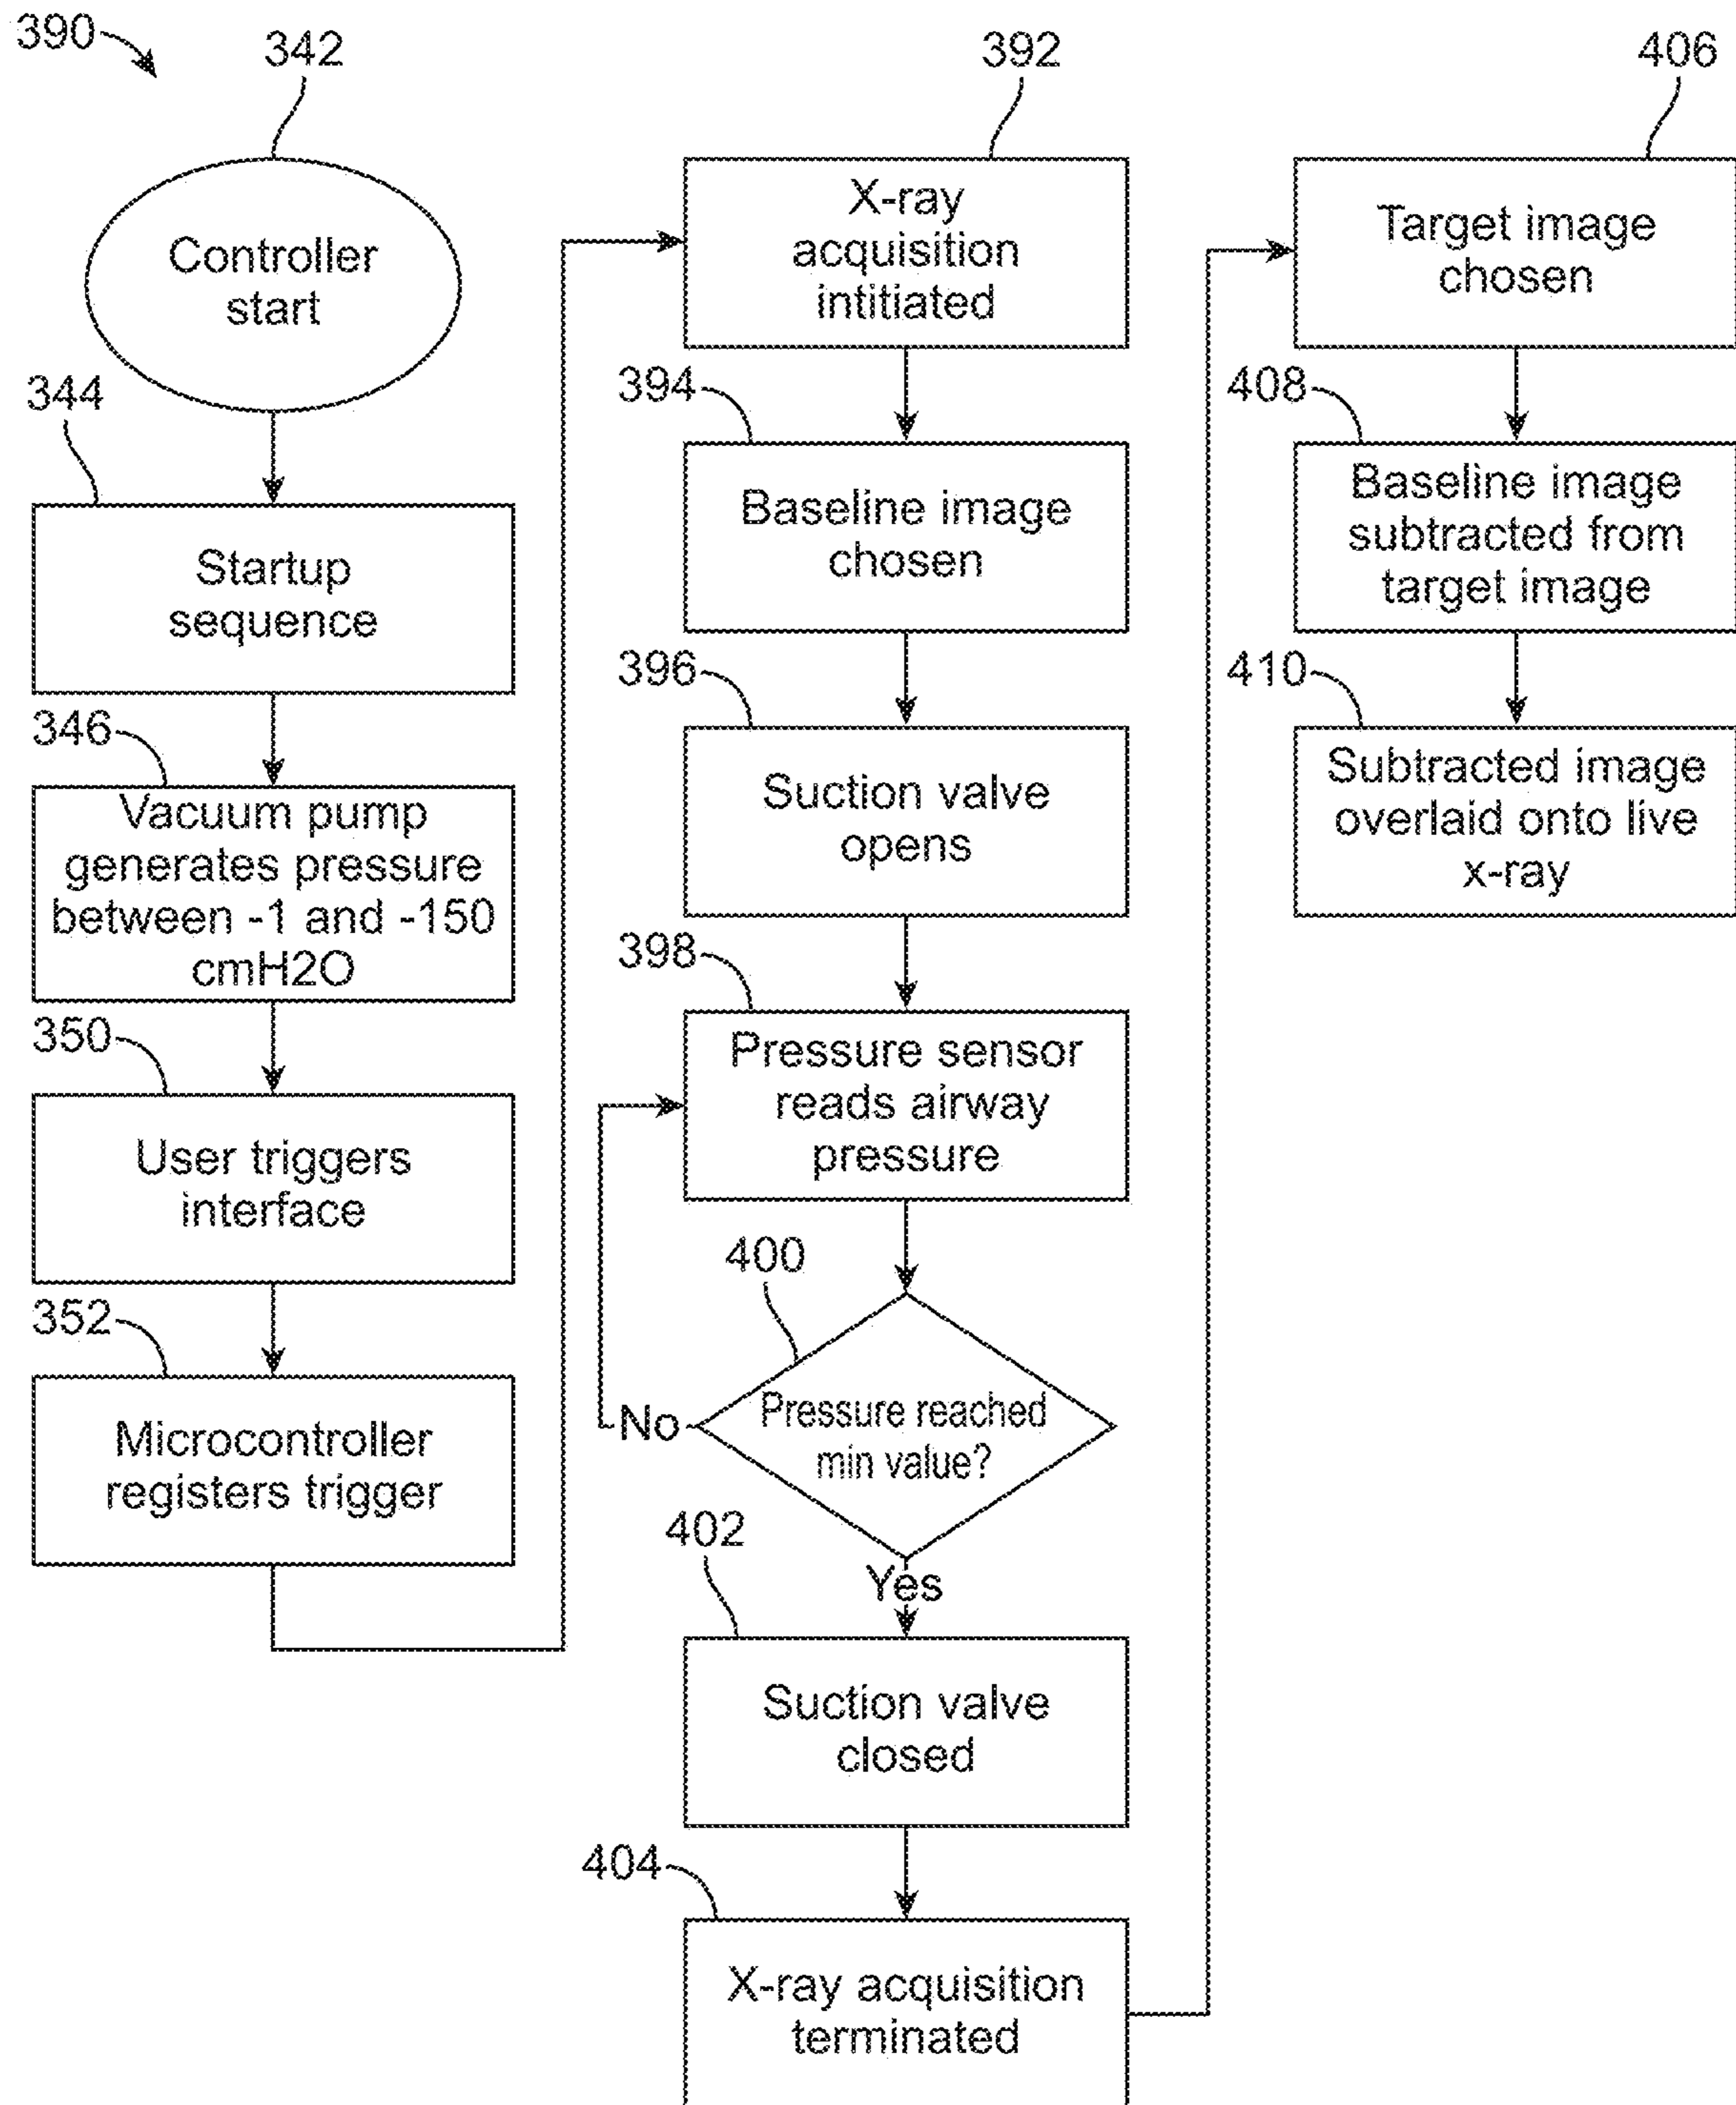 390
342
Controller
start
344
Startup
sequence
346
Vacuum pump
generates pressure
between -1 and -150
cmH2O
350
User triggers
interface
352
Microcontroller
registers trigger
392
X-ray
acquisition
intitiated
394
Baseline image
chosen
396
Suction valve
opens
398
Pressure sensor
reads airway
pressure
400
Pressure reached
min value?
No
Yes
402
Suction valve
closed
404
X-ray acquisition
terminated
406
Target image
chosen
408
Baseline image
subtracted from
target image
410
Subtracted image
overlaid onto live
x-ray